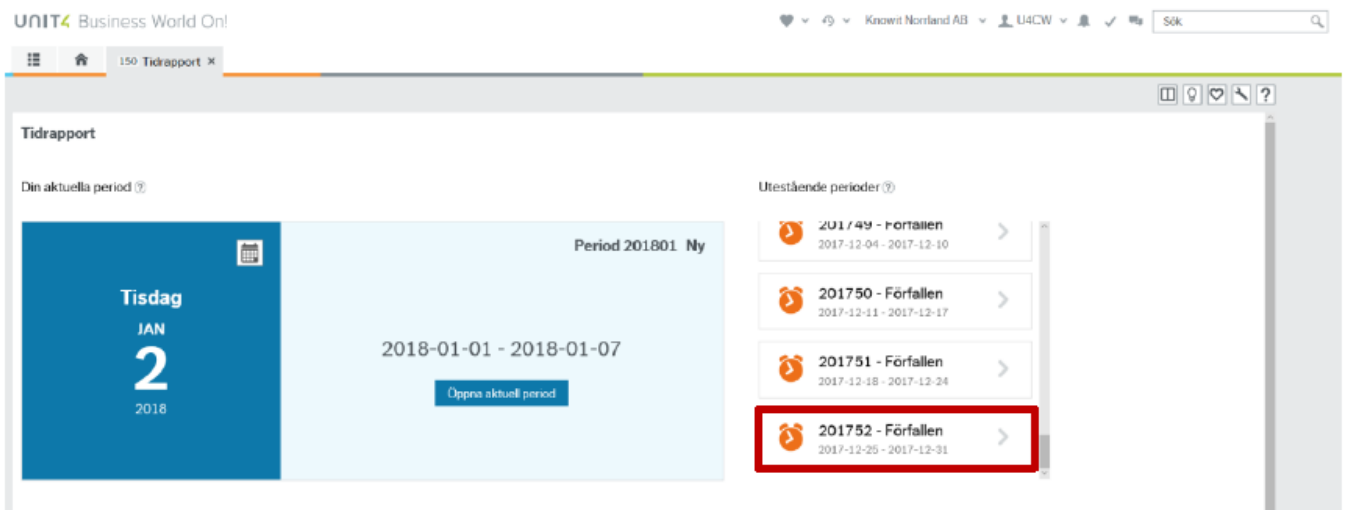 UNIT4 Business World On!
Knowit Norrland AB
U4CW
Sök
150 Tidrapport ×
Tidrapport
Din aktuella period ?
Utestående perioder ?
Period 201801 Ny
Tisdag
JAN
2
2018
2018-01-01 - 2018-01-07
Öppna aktuell period
201749 - Förfallen
2017-12-04 - 2017-12-10
201750 - Förfallen
2017-12-11 - 2017-12-17
201751 - Förfallen
2017-12-18 - 2017-12-24
201752 - Förfallen
2017-12-25 - 2017-12-31